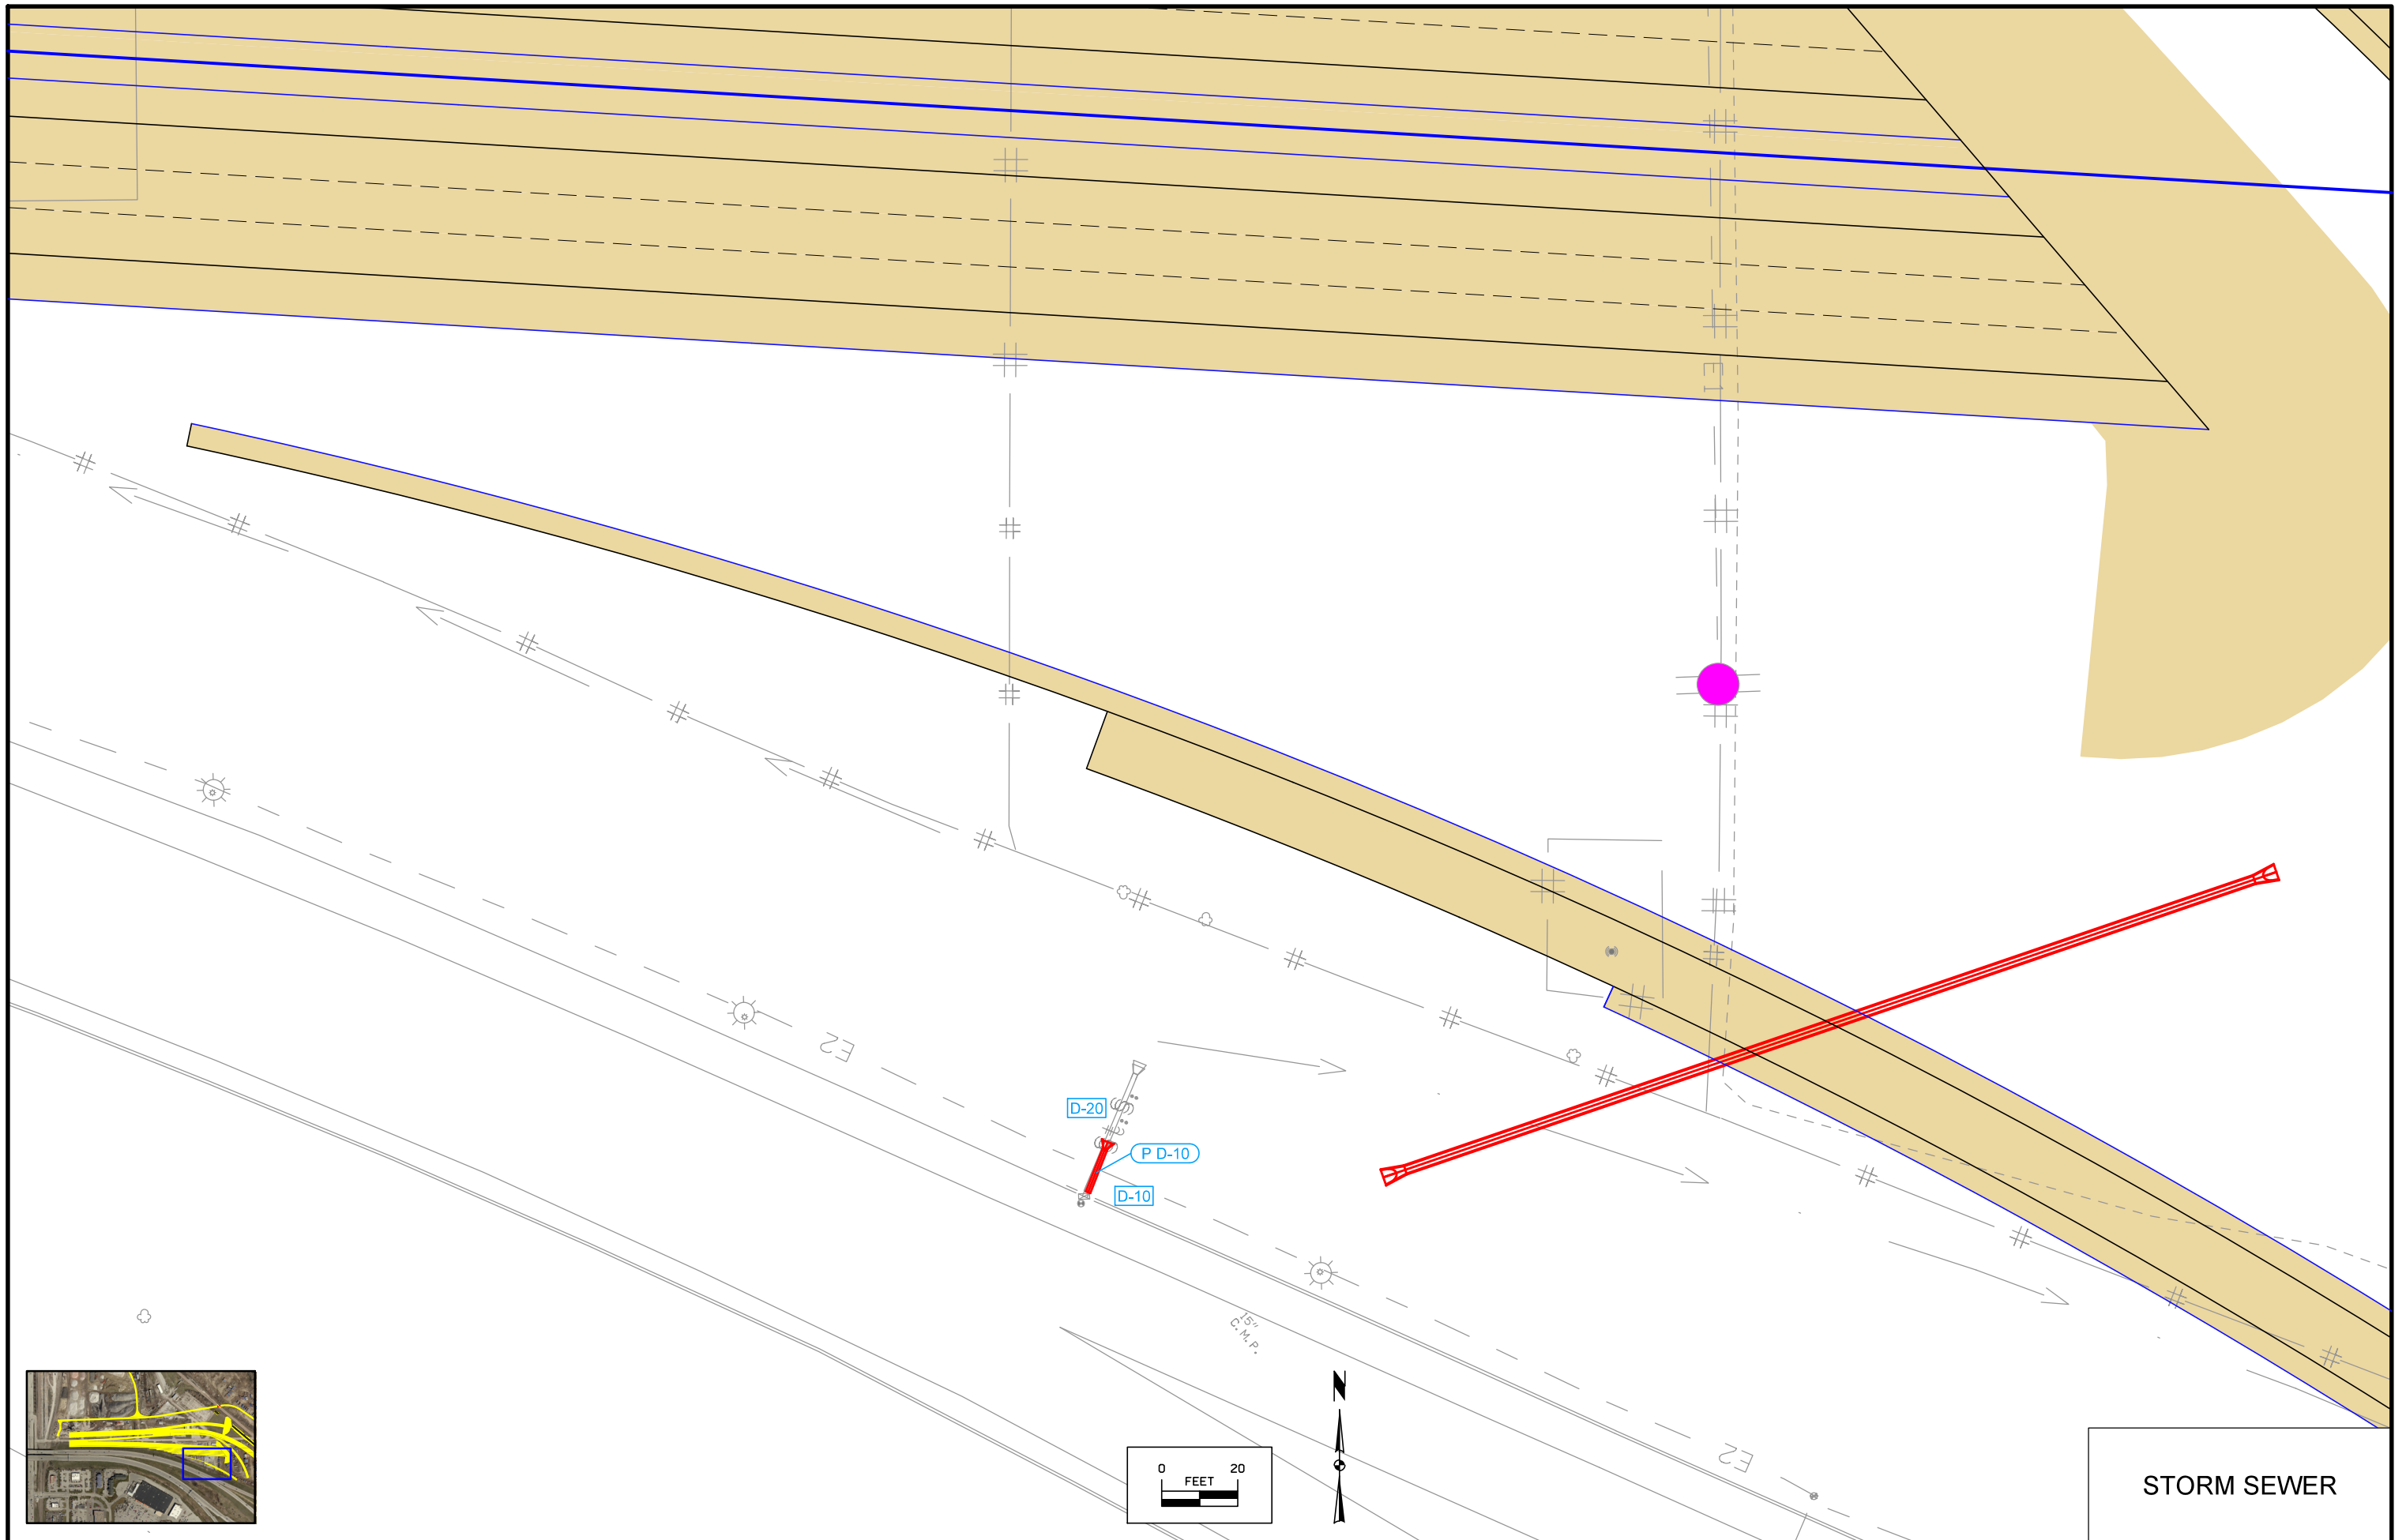 E2
D-20
P D-10
D-10
15"
C.M.P.
E2
0 20
FEET
N
STORM SEWER